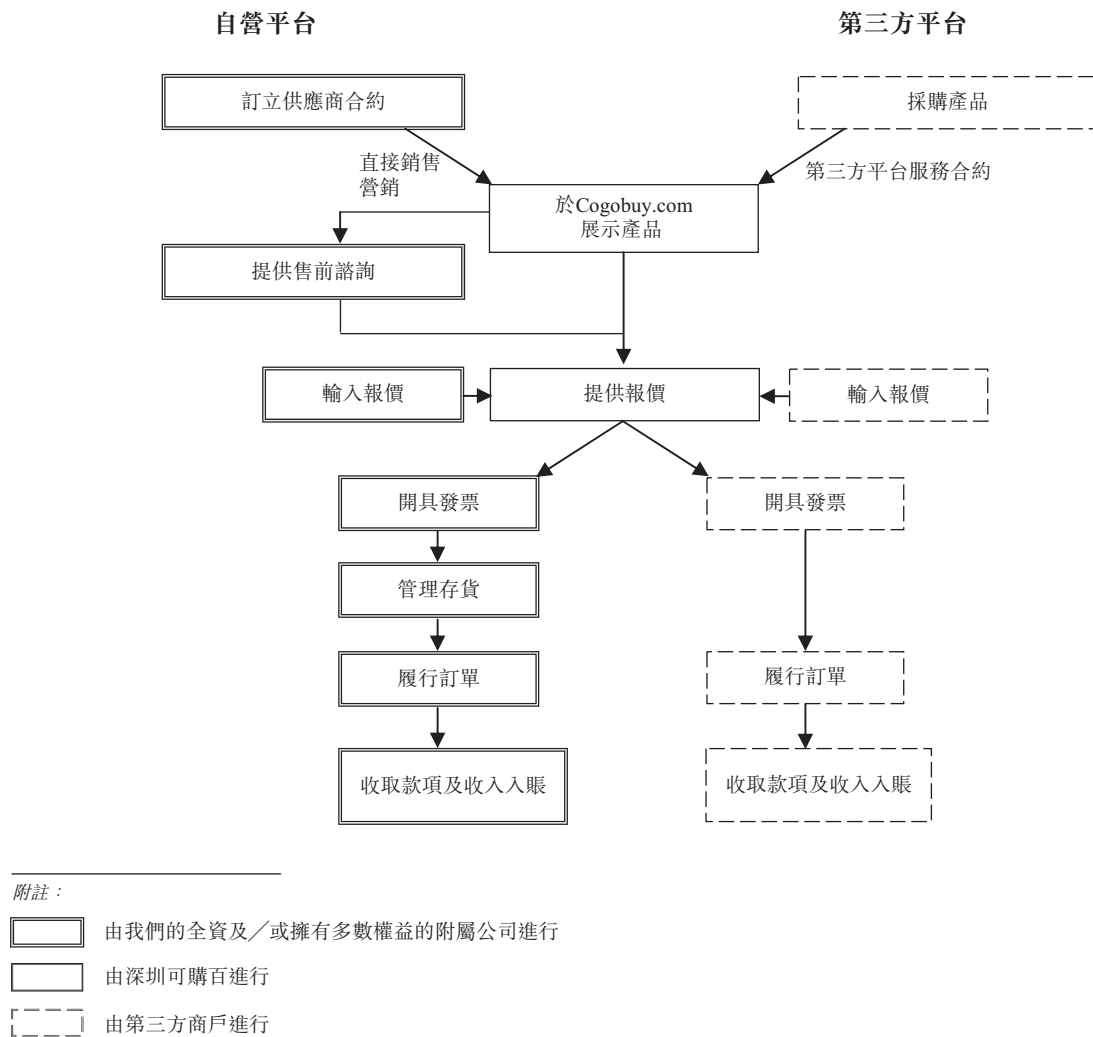 自營平台
第三方平台
訂立供應商合約
採購產品
直接銷售
營銷
第三方平台服務合約
於Cogobuy.com
展示產品
提供售前諮詢
輸入報價
提供報價
輸入報價
開具發票
開具發票
管理存貨
履行訂單
履行訂單
收取款項及收入入賬
收取款項及收入入賬
附註：
由我們的全資及／或擁有多數權益的附屬公司進行
由深圳可購百進行
由第三方商戶進行